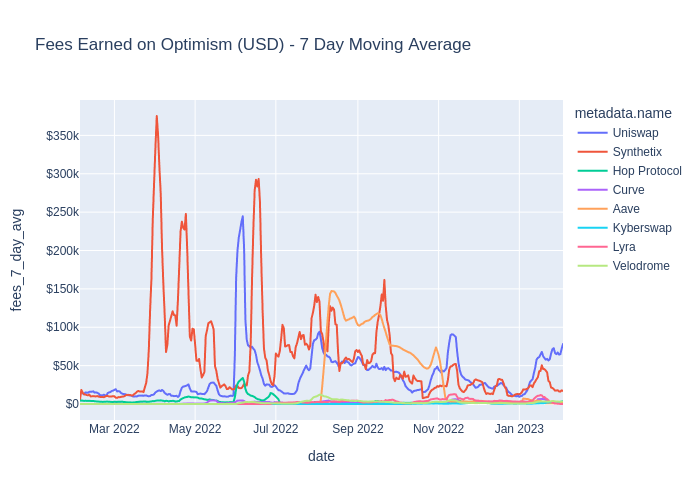 Fees Earned on Optimism (USD) - 7 Day Moving Average
metadata.name
Uniswap
Synthetix
Hop Protocol
Curve
Aave
Kyberswap
Lyra
Velodrome
fees_7_day_avg
$350k
$300k
$250k
$200k
$150k
$100k
$50k
$0
Mar 2022
May 2022
Jul 2022
Sep 2022
Nov 2022
Jan 2023
date